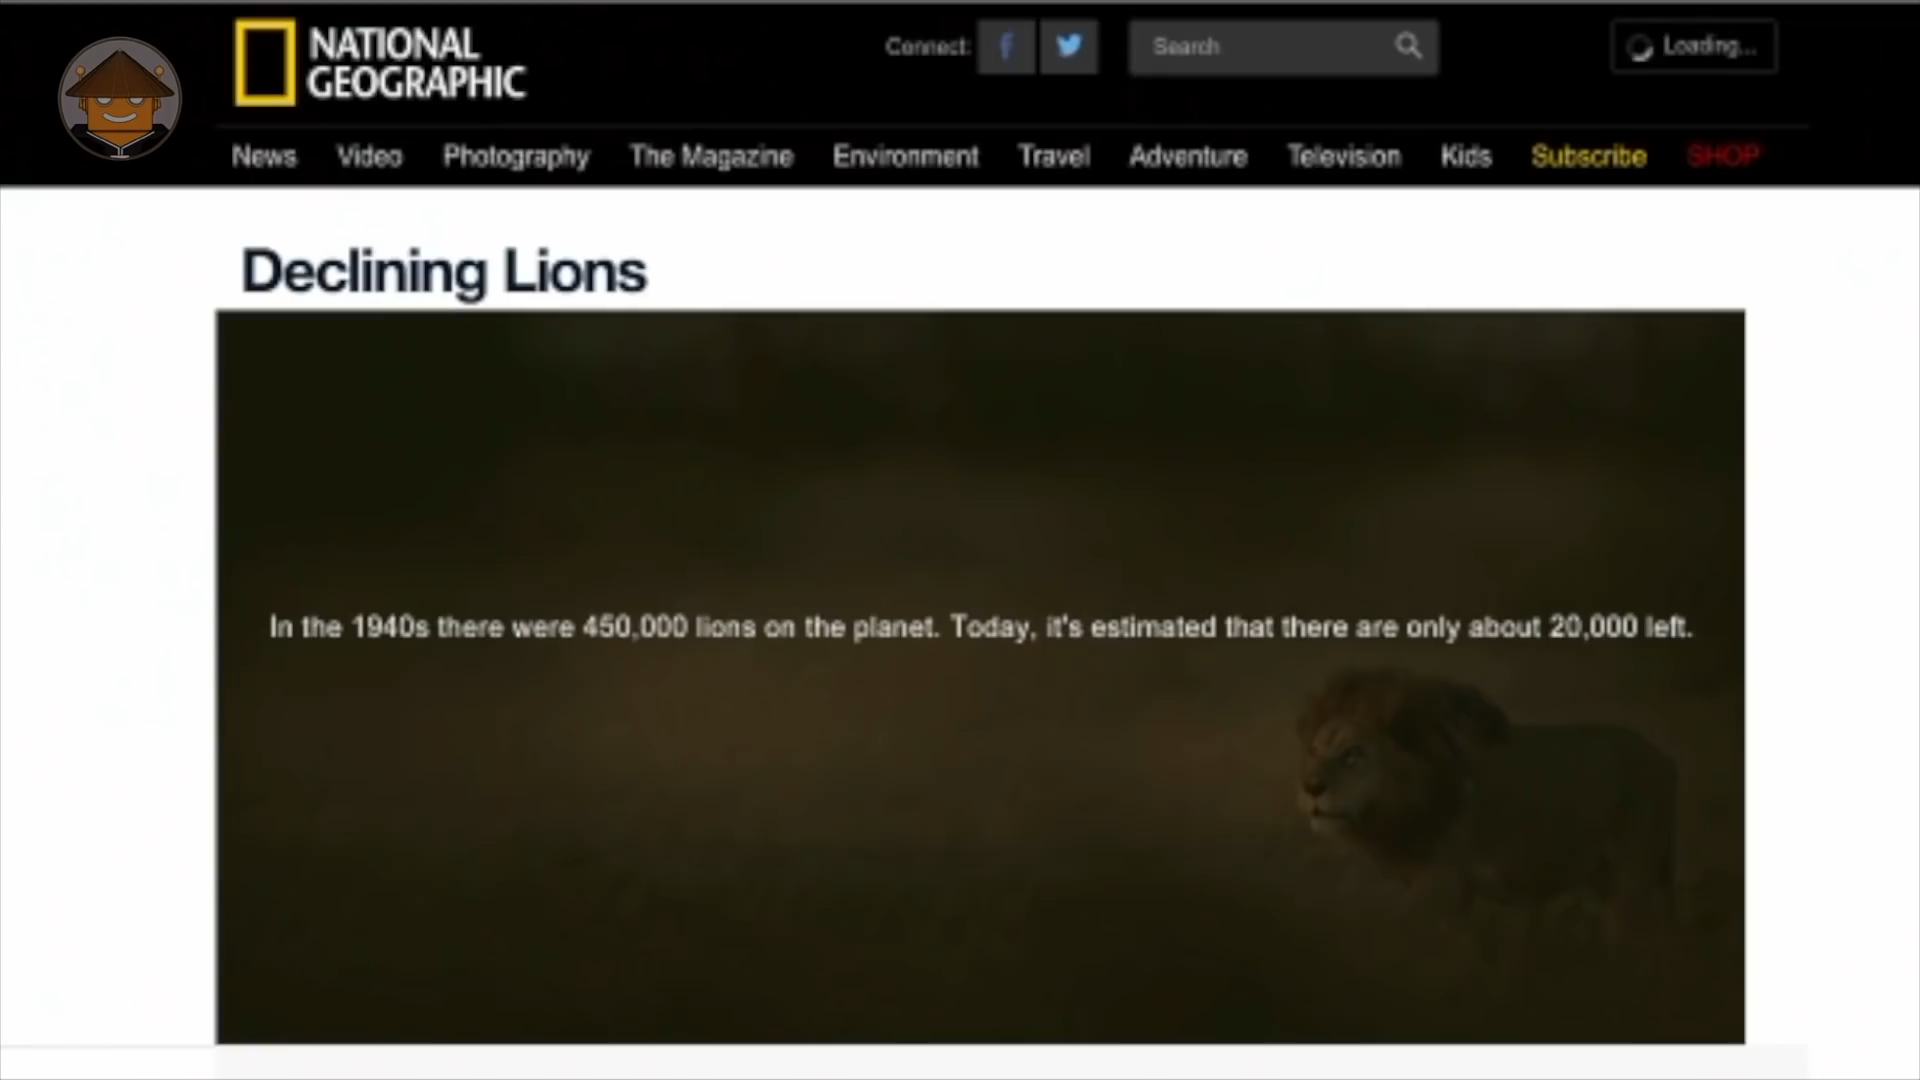 NATIONAL
GEOGRAPHIC
Connect:
Search
Loading...
News Video Photography The Magazine Environment Travel Adventure Television Kids Subscribe SHOP
Declining Lions
In the 1940s there were 450,000 lions on the planet. Today, it's estimated that there are only about 20,000 left.